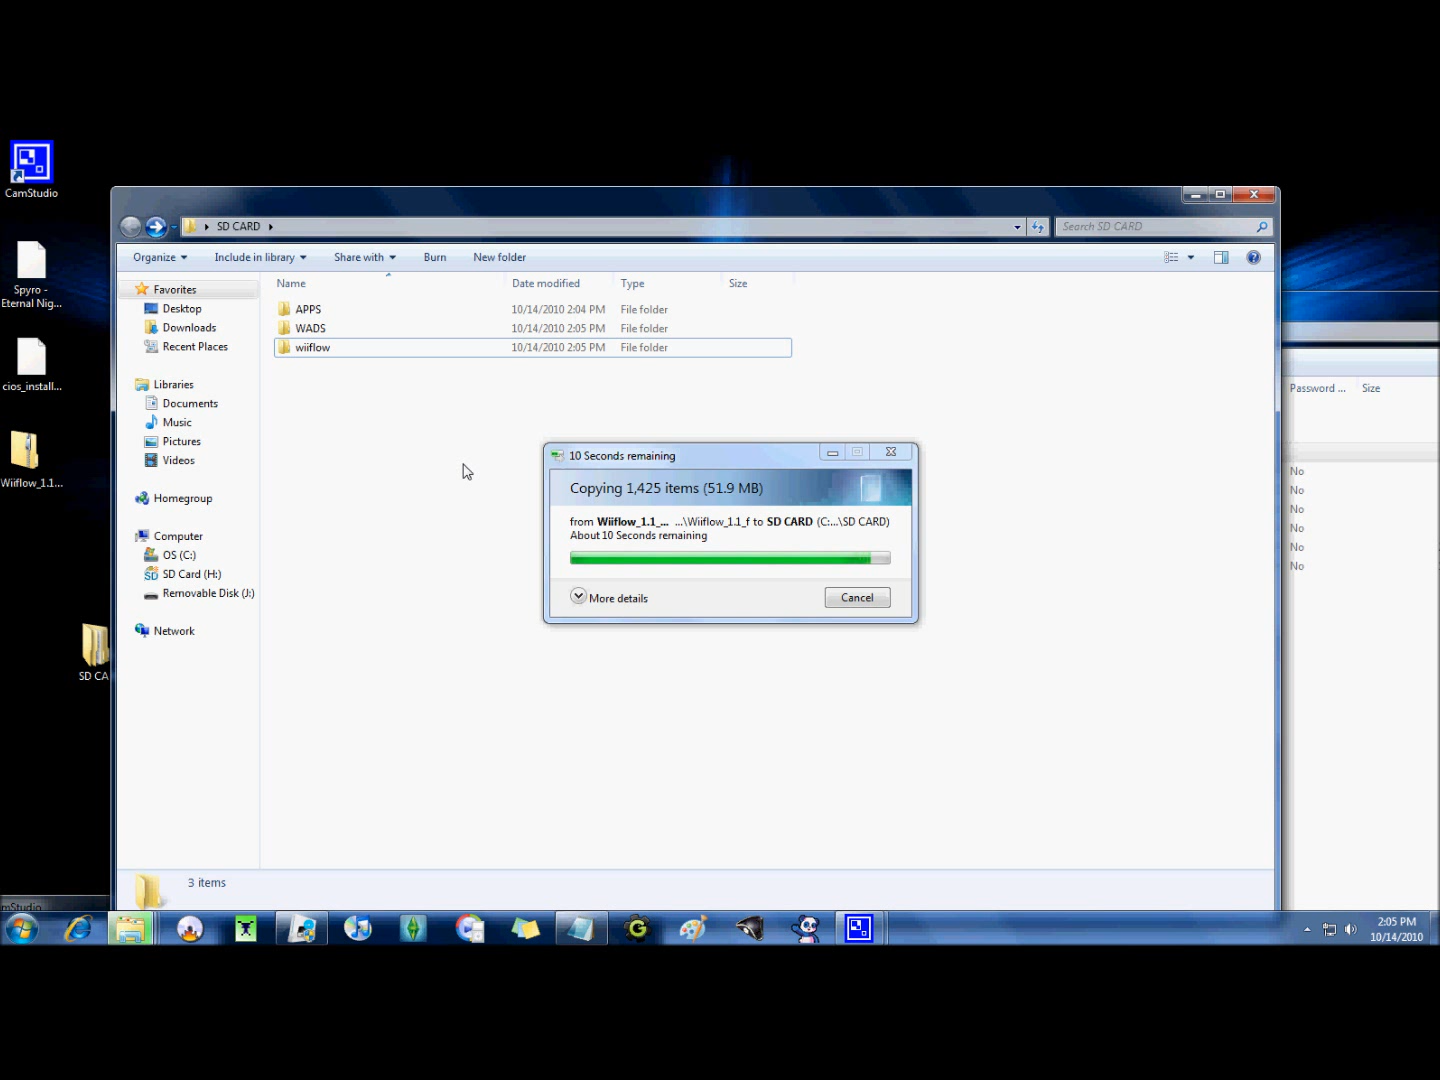 CamStudio
Spyro -
Eternal Nig...
cios_install...
Wiiflow_1.1...
SD CA
SD CARD
Search SD CARD
Organize
Include in library
Share with
Burn
New folder
Name
Date modified
Type
Size
APPS
10/14/2010 2:04 PM
File folder
WADS
10/14/2010 2:05 PM
File folder
wiiflow
10/14/2010 2:05 PM
File folder
Favorites
Desktop
Downloads
Recent Places
Libraries
Documents
Music
Pictures
Videos
Homegroup
Computer
OS (C:)
SD Card (H:)
Removable Disk (J:)
Network
10 Seconds remaining
Copying 1,425 items (51.9 MB)
from Wiiflow_1.1_... ...\Wiiflow_1.1_f to SD CARD (C:...\SD CARD)
About 10 Seconds remaining
More details
Cancel
Password ...
Size
No
No
No
No
No
No
3 items
mStudio
2:05 PM
10/14/2010